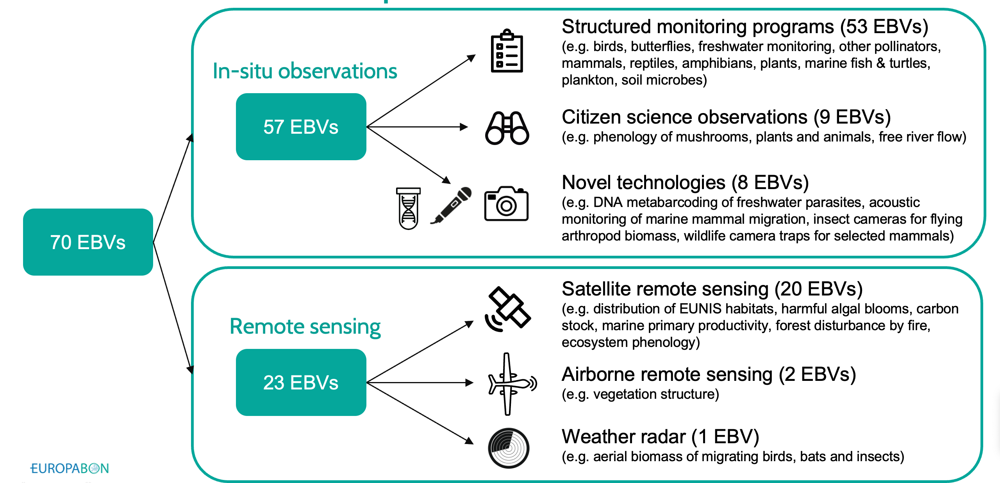 In-situ observations
57 EBVs
Structured monitoring programs (53 EBVs)
(e.g. birds, butterflies, freshwater monitoring, other pollinators,
mammals, reptiles, amphibians, plants, marine fish & turtles,
plankton, soil microbes)
Citizen science observations (9 EBVs)
(e.g. phenology of mushrooms, plants and animals, free river flow)
Novel technologies (8 EBVs)
(e.g. DNA metabarcoding of freshwater parasites, acoustic
monitoring of marine mammal migration, insect cameras for flying
arthropod biomass, wildlife camera traps for selected mammals)
70 EBVs
Remote sensing
23 EBVs
Satellite remote sensing (20 EBVs)
(e.g. distribution of EUNIS habitats, harmful algal blooms, carbon
stock, marine primary productivity, forest disturbance by fire,
ecosystem phenology)
Airborne remote sensing (2 EBVs)
(e.g. vegetation structure)
Weather radar (1 EBV)
(e.g. aerial biomass of migrating birds, bats and insects)
EUROPABON